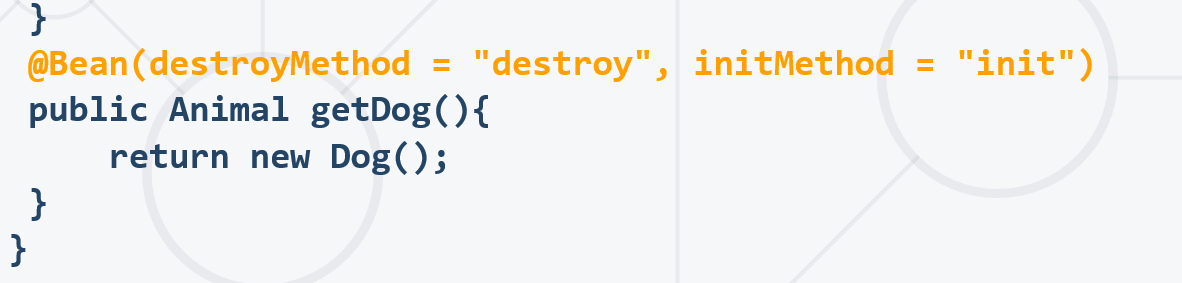 }
@Bean(destroyMethod = "destroy", initMethod = "init")
public Animal getDog(){
return new Dog();
}
}